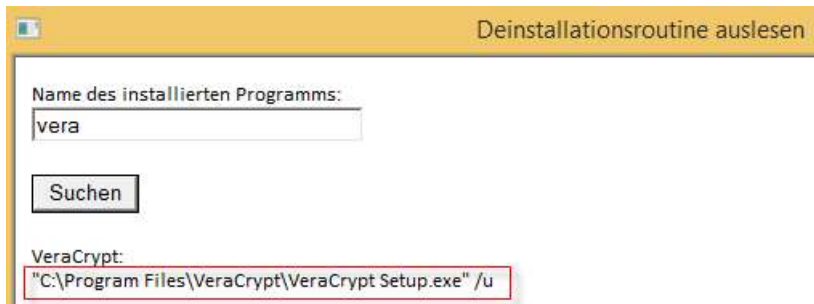 Deinstallationsroutine auslesen
Name des installierten Programms:
vera
Suchen
VeraCrypt:
"C:\Program Files\VeraCrypt\VeraCrypt Setup.exe" /u